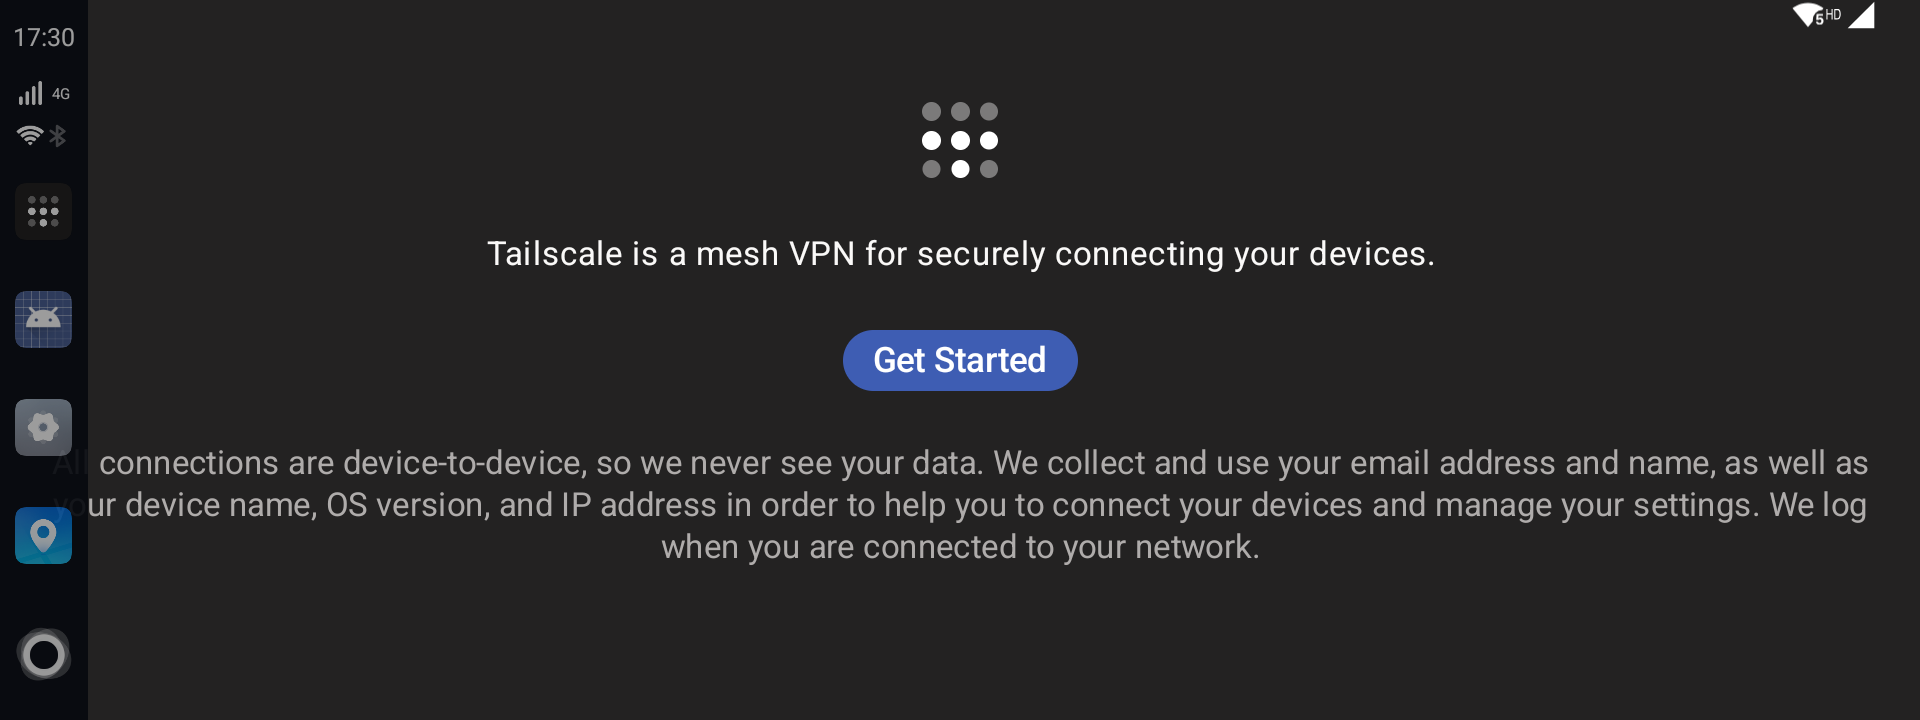 17:30
4G
5 HD
Tailscale is a mesh VPN for securely connecting your devices.
Get Started
All connections are device-to-device, so we never see your data. We collect and use your email address and name, as well as
your device name, OS version, and IP address in order to help you to connect your devices and manage your settings. We log
when you are connected to your network.